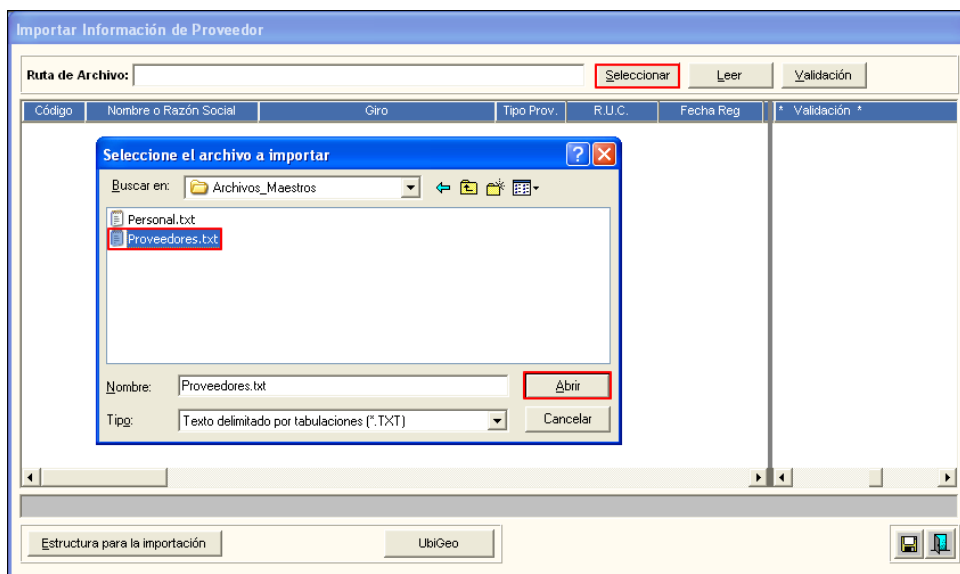 Importar Información de Proveedor
Ruta de Archivo: Seleccionar Leer Validación
Código Nombre o Razón Social Giro Tipo Prov. R.U.C. Fecha Reg * Validación *
Seleccione el archivo a importar
Buscar en: Archivos_Maestros
Personal.txt
Proveedores.txt
Nombre: Proveedores.txt Abrir
Tipo: Texto delimitado por tabulaciones (*.TXT) Cancelar
Estructura para la importación UbiGeo